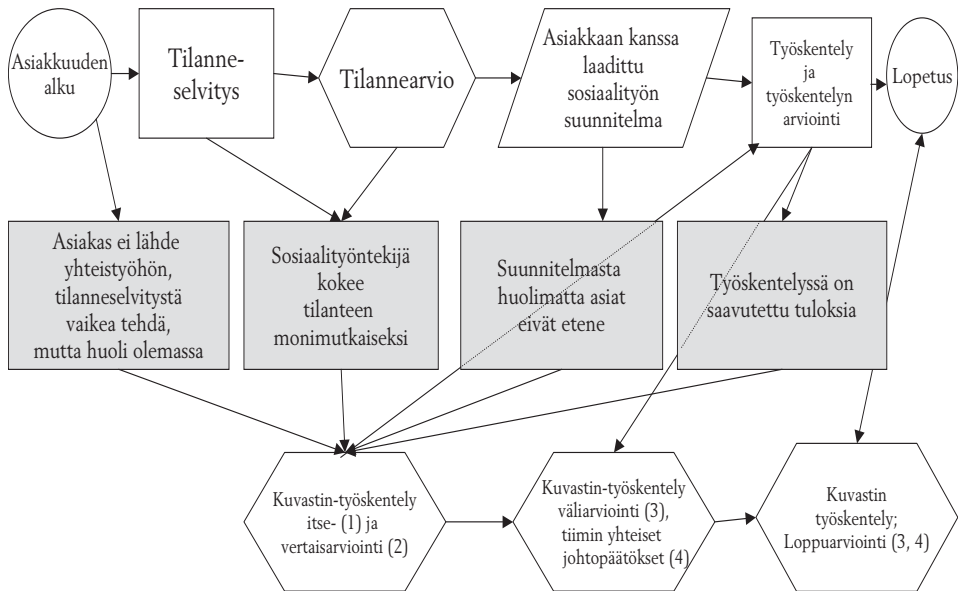 Asiakkuuden
alku
Tilanne-
selvitys
Tilannearvio
Asiakkaan kanssa
laadittu
sosiaalityön
suunnitelma
Työskentely
ja
työskentelyn
arviointi
Lopetus
Asiakas ei lähde
yhteistyöhön,
tilanneselvitystä
vaikea tehdä,
mutta huoli olemassa
Sosiaalityöntekijä
kokee
tilanteen
monimutkaiseksi
Suunnitelmasta
huolimatta asiat
eivät etene
Työskentelyssä on
saavutettu tuloksia
Kuvastin-työskentely
itse- (1) ja
vertaisarviointi (2)
Kuvastin-työskentely
väliarviointi (3),
tiimin yhteiset
johtopäätökset (4)
Kuvastin
työskentely;
Loppuarviointi (3, 4)